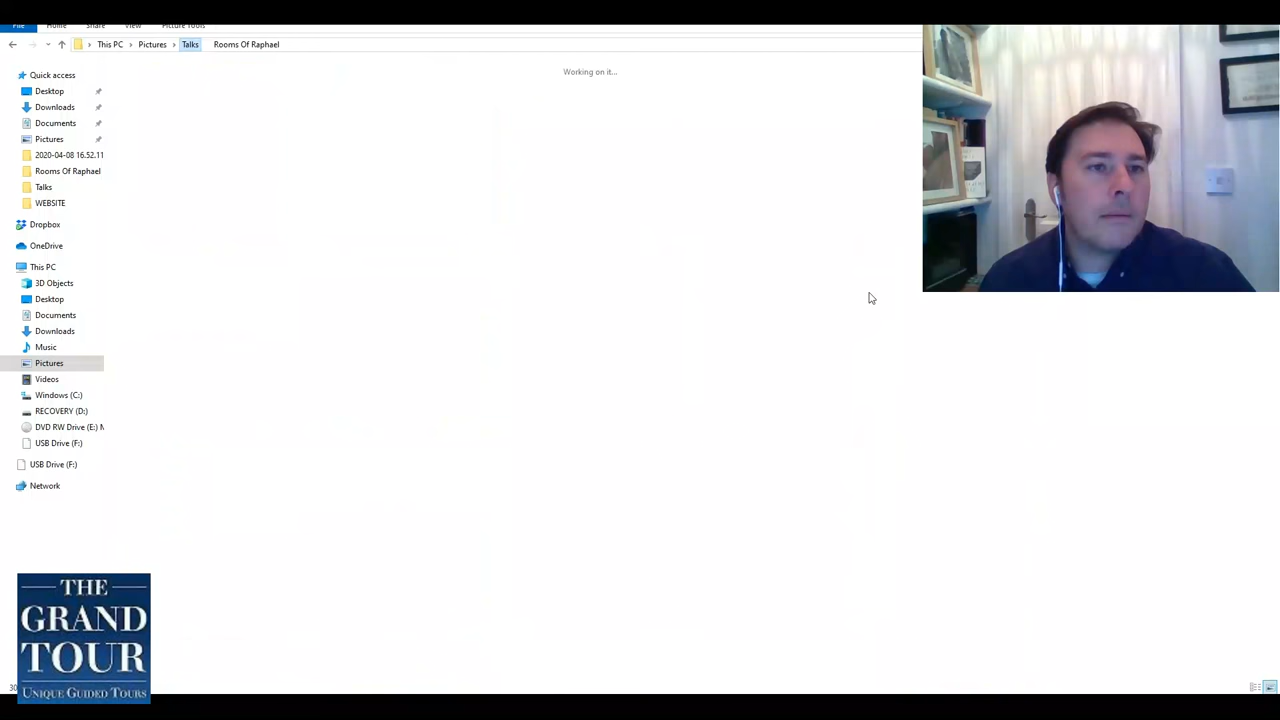 File Home Share View Picture Tools
This PC Pictures Talks Rooms Of Raphael
Working on it...
Quick access
Desktop
Downloads
Documents
Pictures
2020-04-08 16.52.11
Rooms Of Raphael
Talks
WEBSITE
Dropbox
OneDrive
This PC
3D Objects
Desktop
Documents
Downloads
Music
Pictures
Videos
Windows (C:)
RECOVERY (D:)
DVD RW Drive (E:) M
USB Drive (F:)
USB Drive (F:)
Network
THE
GRAND
TOUR
UNIQUE GUIDED TOURS
30